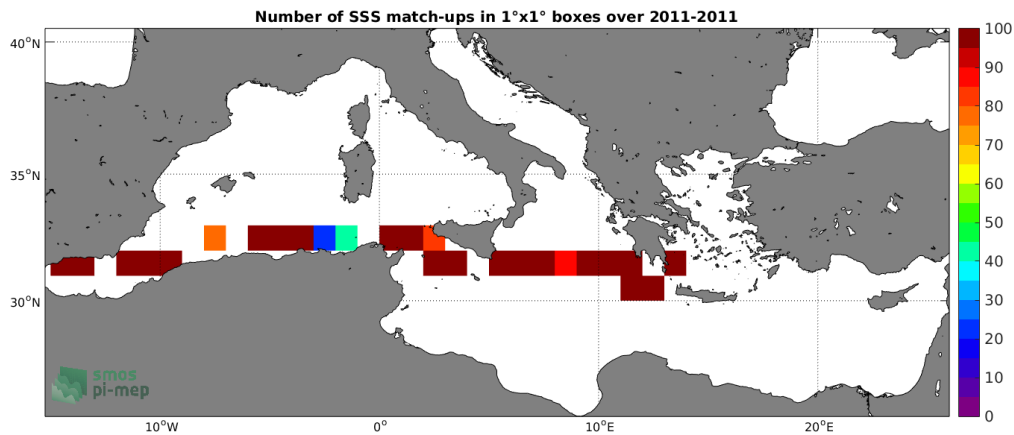 Number of SSS match-ups in 1°x1° boxes over 2011-2011
40°N
35°N
30°N
10°W
0°
10°E
20°E
100
90
80
70
60
50
40
30
20
10
0
smos
pi-mep